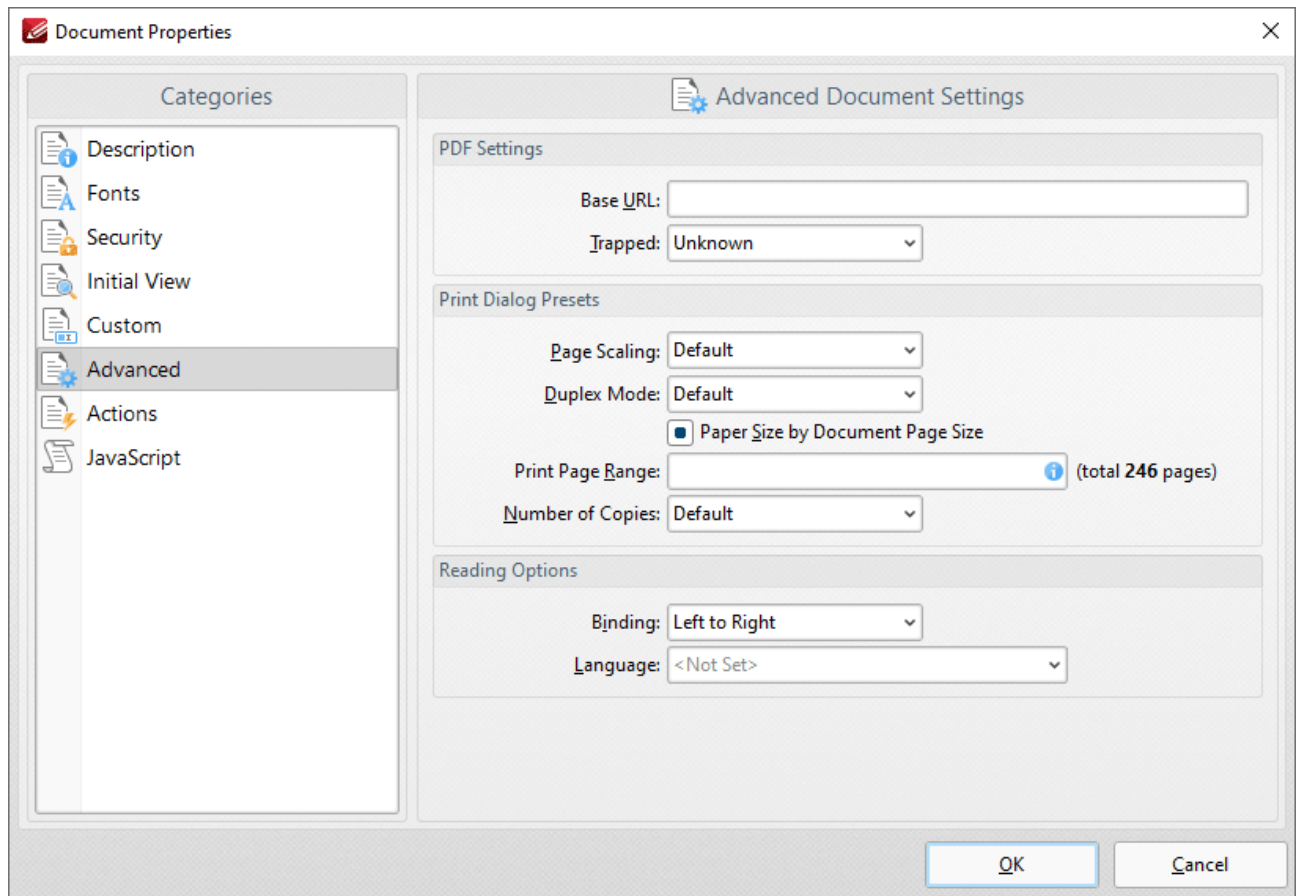 Document Properties
Categories
Description
Fonts
Security
Initial View
Custom
Advanced
Actions
JavaScript
Advanced Document Settings
PDF Settings
Base URL:
Trapped: Unknown
Print Dialog Presets
Page Scaling: Default
Duplex Mode: Default
Paper Size by Document Page Size
Print Page Range: (total 246 pages)
Number of Copies: Default
Reading Options
Binding: Left to Right
Language: <Not Set>
OK Cancel